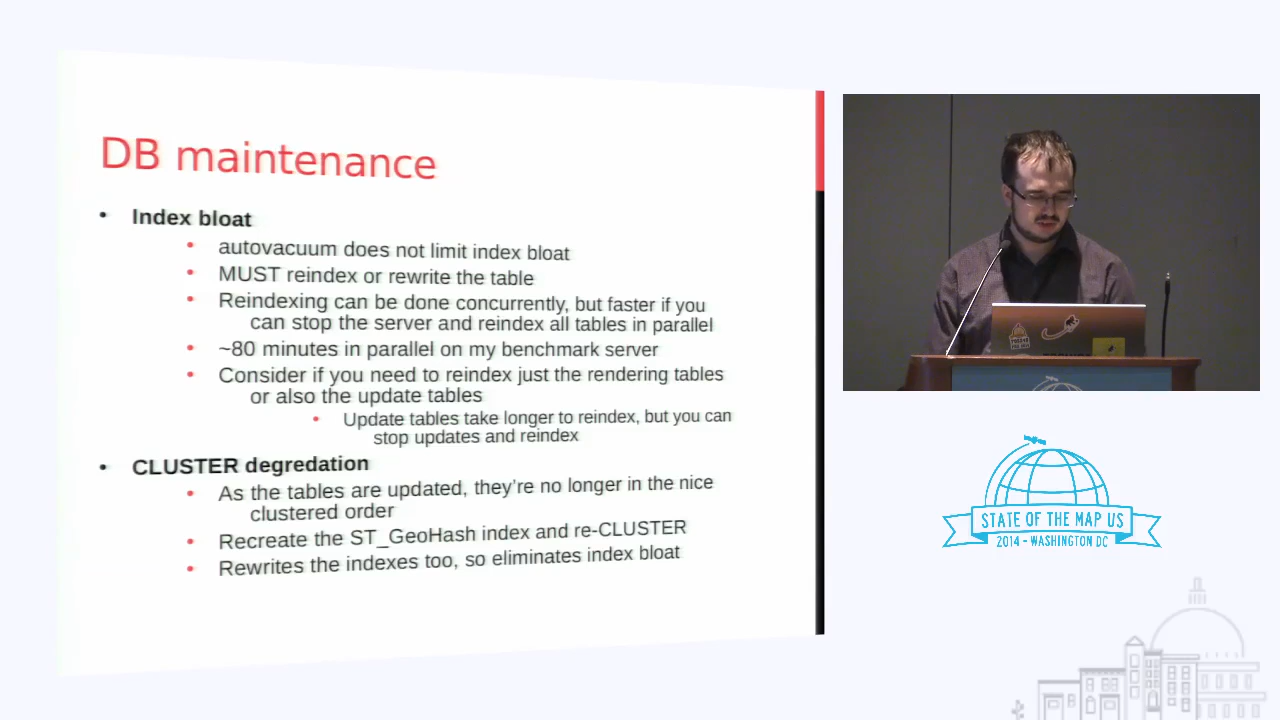 DB maintenance
• Index bloat
• autovacuum does not limit index bloat
• MUST reindex or rewrite the table
• Reindexing can be done concurrently, but faster if you
can stop the server and reindex all tables in parallel
• ~80 minutes in parallel on my benchmark server
• Consider if you need to reindex just the rendering tables
or also the update tables
• Update tables take longer to reindex, but you can
stop updates and reindex
• CLUSTER degredation
• As the tables are updated, they're no longer in the nice
clustered order
• Recreate the ST_GeoHash index and re-CLUSTER
• Rewrites the indexes too, so eliminates index bloat
STATE OF THE MAP US
2014 - WASHINGTON DC